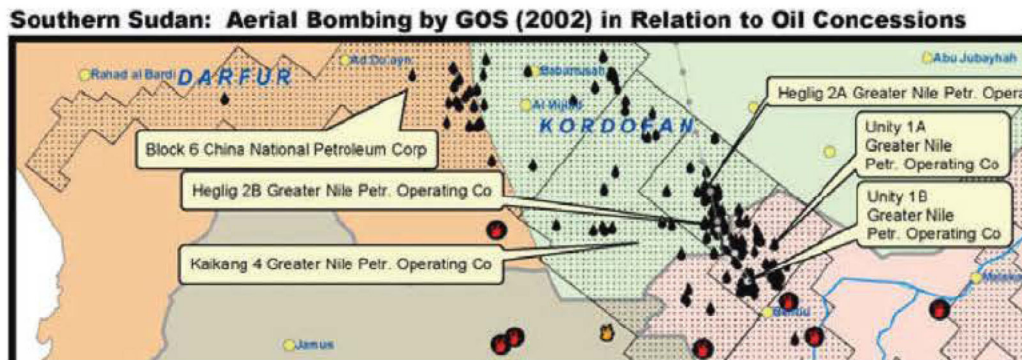 Southern Sudan: Aerial Bombing by GOS (2002) in Relation to Oil Concessions
Rahad al Bardi
DARFUR
Ad Du'ayn
Babanusah
Abu Jubayhah
Al Mijlad
KORDOFAN
Heglig 2A Greater Nile Petr. Opera
Block 6 China National Petroleum Corp
Unity 1A
Greater Nile
Petr. Operating Co
Heglig 2B Greater Nile Petr. Operating Co
Unity 1B
Greater Nile
Petr. Operating Co
Kaikang 4 Greater Nile Petr. Operating Co
Malaka
Bentiu
Jamus